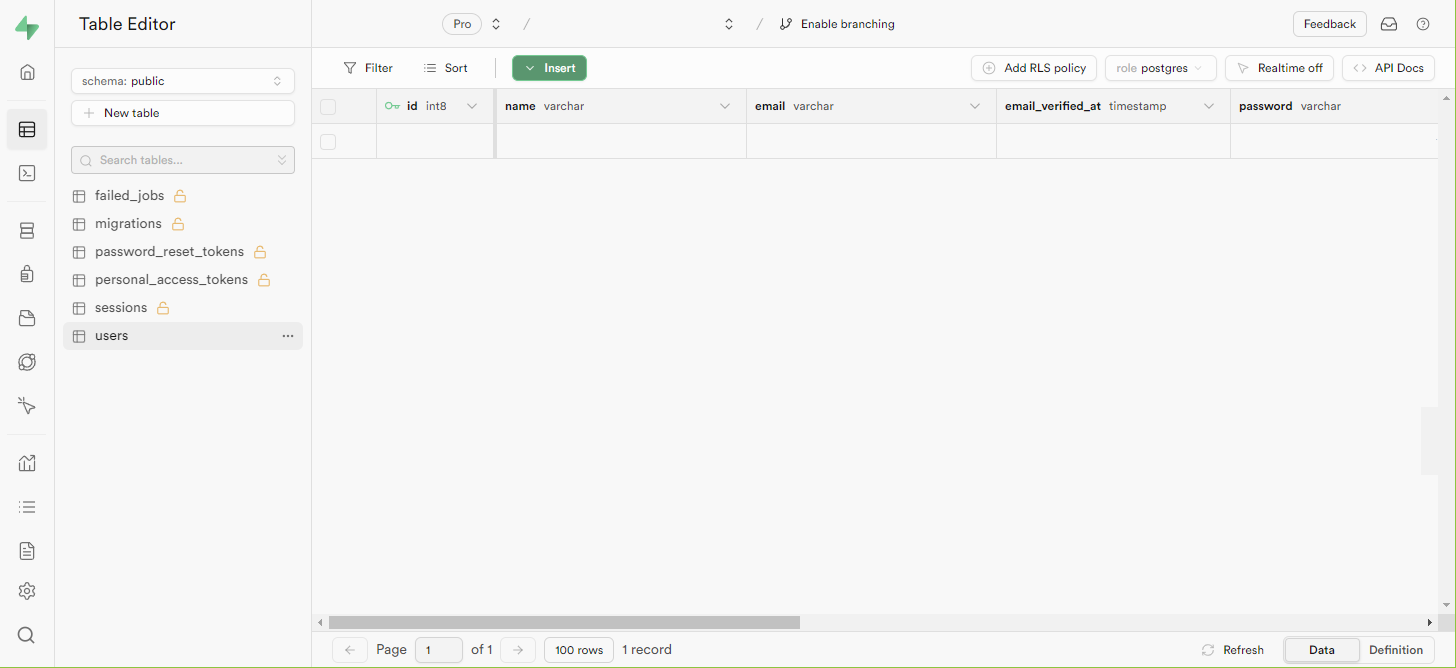 Table Editor
Pro / / Enable branching Feedback
schema: public
New table
Search tables...
failed_jobs
migrations
password_reset_tokens
personal_access_tokens
sessions
users ...
Filter Sort Insert Add RLS policy role postgres Realtime off API Docs
id int8 name varchar email varchar email_verified_at timestamp password varchar
Page 1 of 1 100 rows 1 record Refresh Data Definition